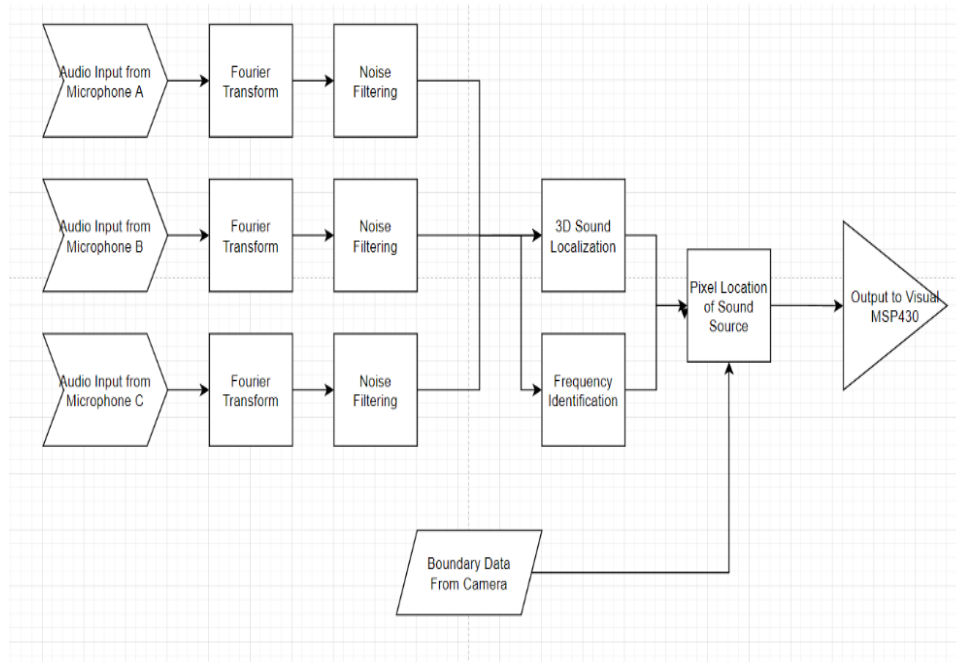 Audio Input from
Microphone A
Fourier
Transform
Noise
Filtering
Audio Input from
Microphone B
Fourier
Transform
Noise
Filtering
3D Sound
Localization
Pixel Location
of Sound
Source
Output to Visual
MSP430
Audio Input from
Microphone C
Fourier
Transform
Noise
Filtering
Frequency
Identification
Boundary Data
From Camera